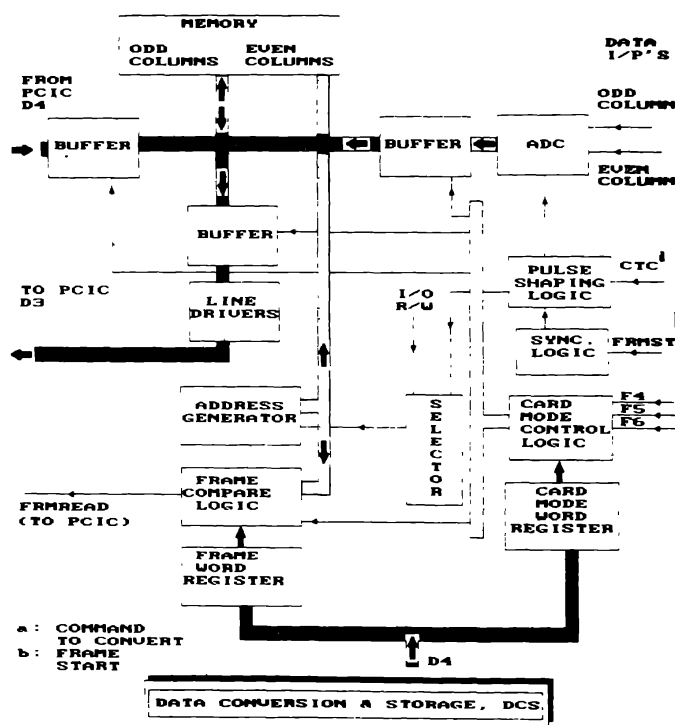 MEMORY
ODD COLUMNS
EVEN COLUMNS
DATA I/P'S
FROM PCIC D4
ODD COLUMN
BUFFER
BUFFER
ADC
EVEN COLUMN
BUFFER
TO PCIC D3
LINE DRIVERS
I/O R/W
PULSE SHAPING LOGIC
CTC
SYNC. LOGIC
FRMST
ADDRESS GENERATOR
SELECTOR
CARD MODE CONTROL LOGIC
F4
F5
F6
FRAME COMPARE LOGIC
FRMREAD (TO PCIC)
CARD MODE WORD REGISTER
FRAME WORD REGISTER
a: COMMAND TO CONVERT
b: FRAME START
D4
DATA CONVERSION & STORAGE, DCS